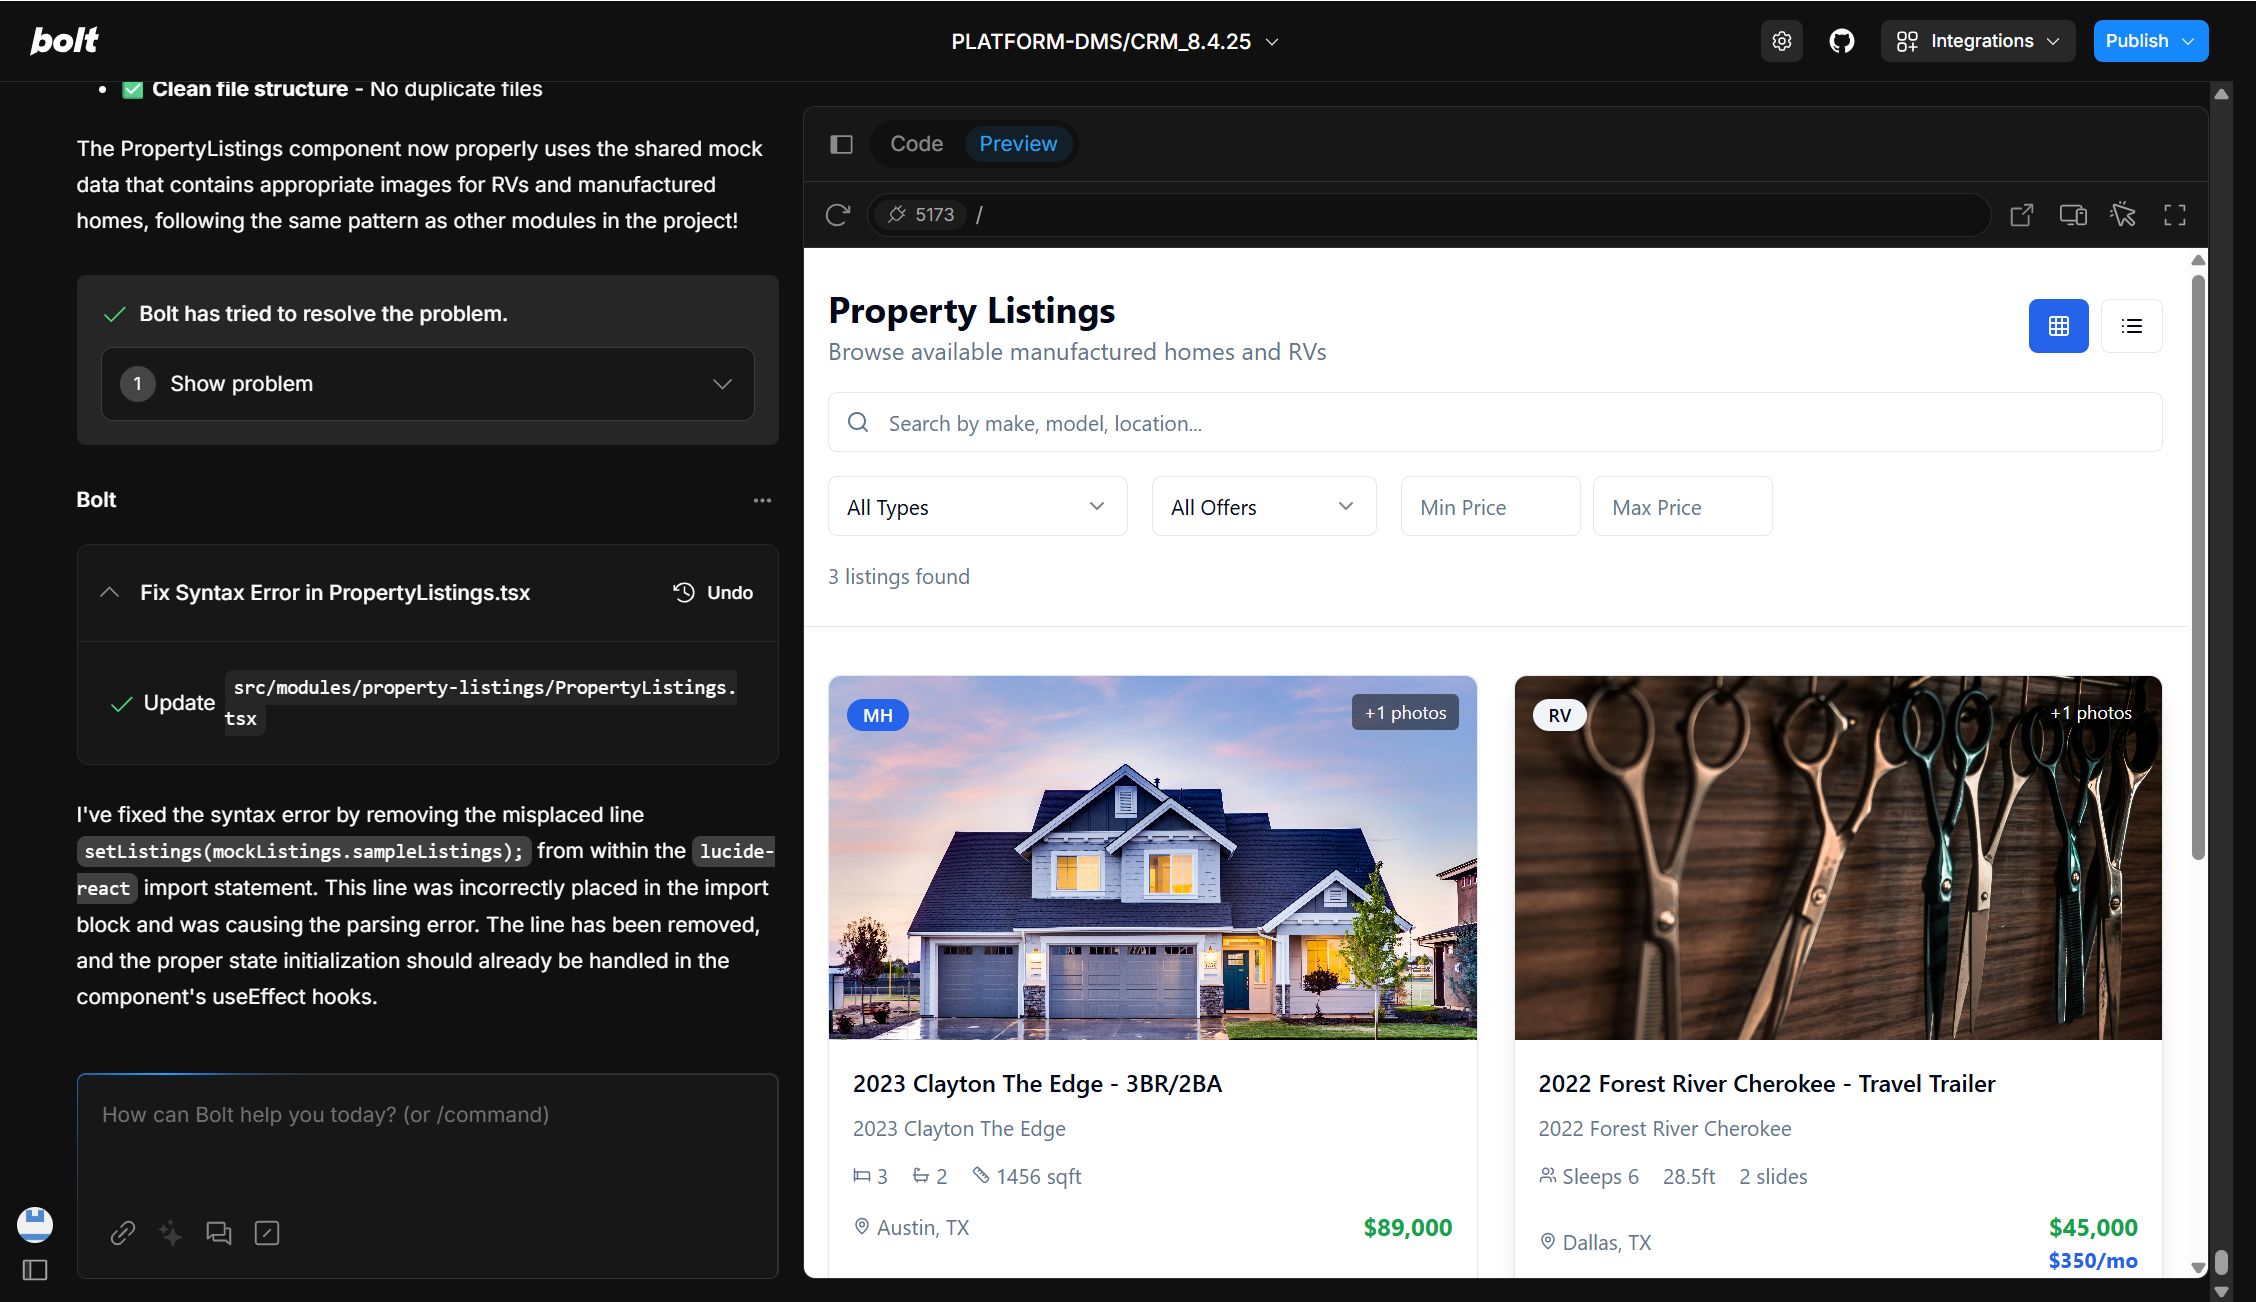 bolt
PLATFORM-DMS/CRM_8.4.25
Integrations
Publish
• ✅ Clean file structure - No duplicate files
The PropertyListings component now properly uses the shared mock
data that contains appropriate images for RVs and manufactured
homes, following the same pattern as other modules in the project!
Bolt has tried to resolve the problem.
1 Show problem
Bolt
Fix Syntax Error in PropertyListings.tsx
Undo
Update src/modules/property-listings/PropertyListings.
tsx
I've fixed the syntax error by removing the misplaced line
setListings(mockListings.sampleListings); from within the lucide-
react import statement. This line was incorrectly placed in the import
block and was causing the parsing error. The line has been removed,
and the proper state initialization should already be handled in the
component's useEffect hooks.
How can Bolt help you today? (or /command)
Code
Preview
5173 /
Property Listings
Browse available manufactured homes and RVs
Search by make, model, location...
All Types
All Offers
Min Price
Max Price
3 listings found
MH
+1 photos
2023 Clayton The Edge - 3BR/2BA
2023 Clayton The Edge
3 2 1456 sqft
Austin, TX
$89,000
RV
+1 photos
2022 Forest River Cherokee - Travel Trailer
2022 Forest River Cherokee
Sleeps 6 28.5ft 2 slides
Dallas, TX
$45,000
$350/mo